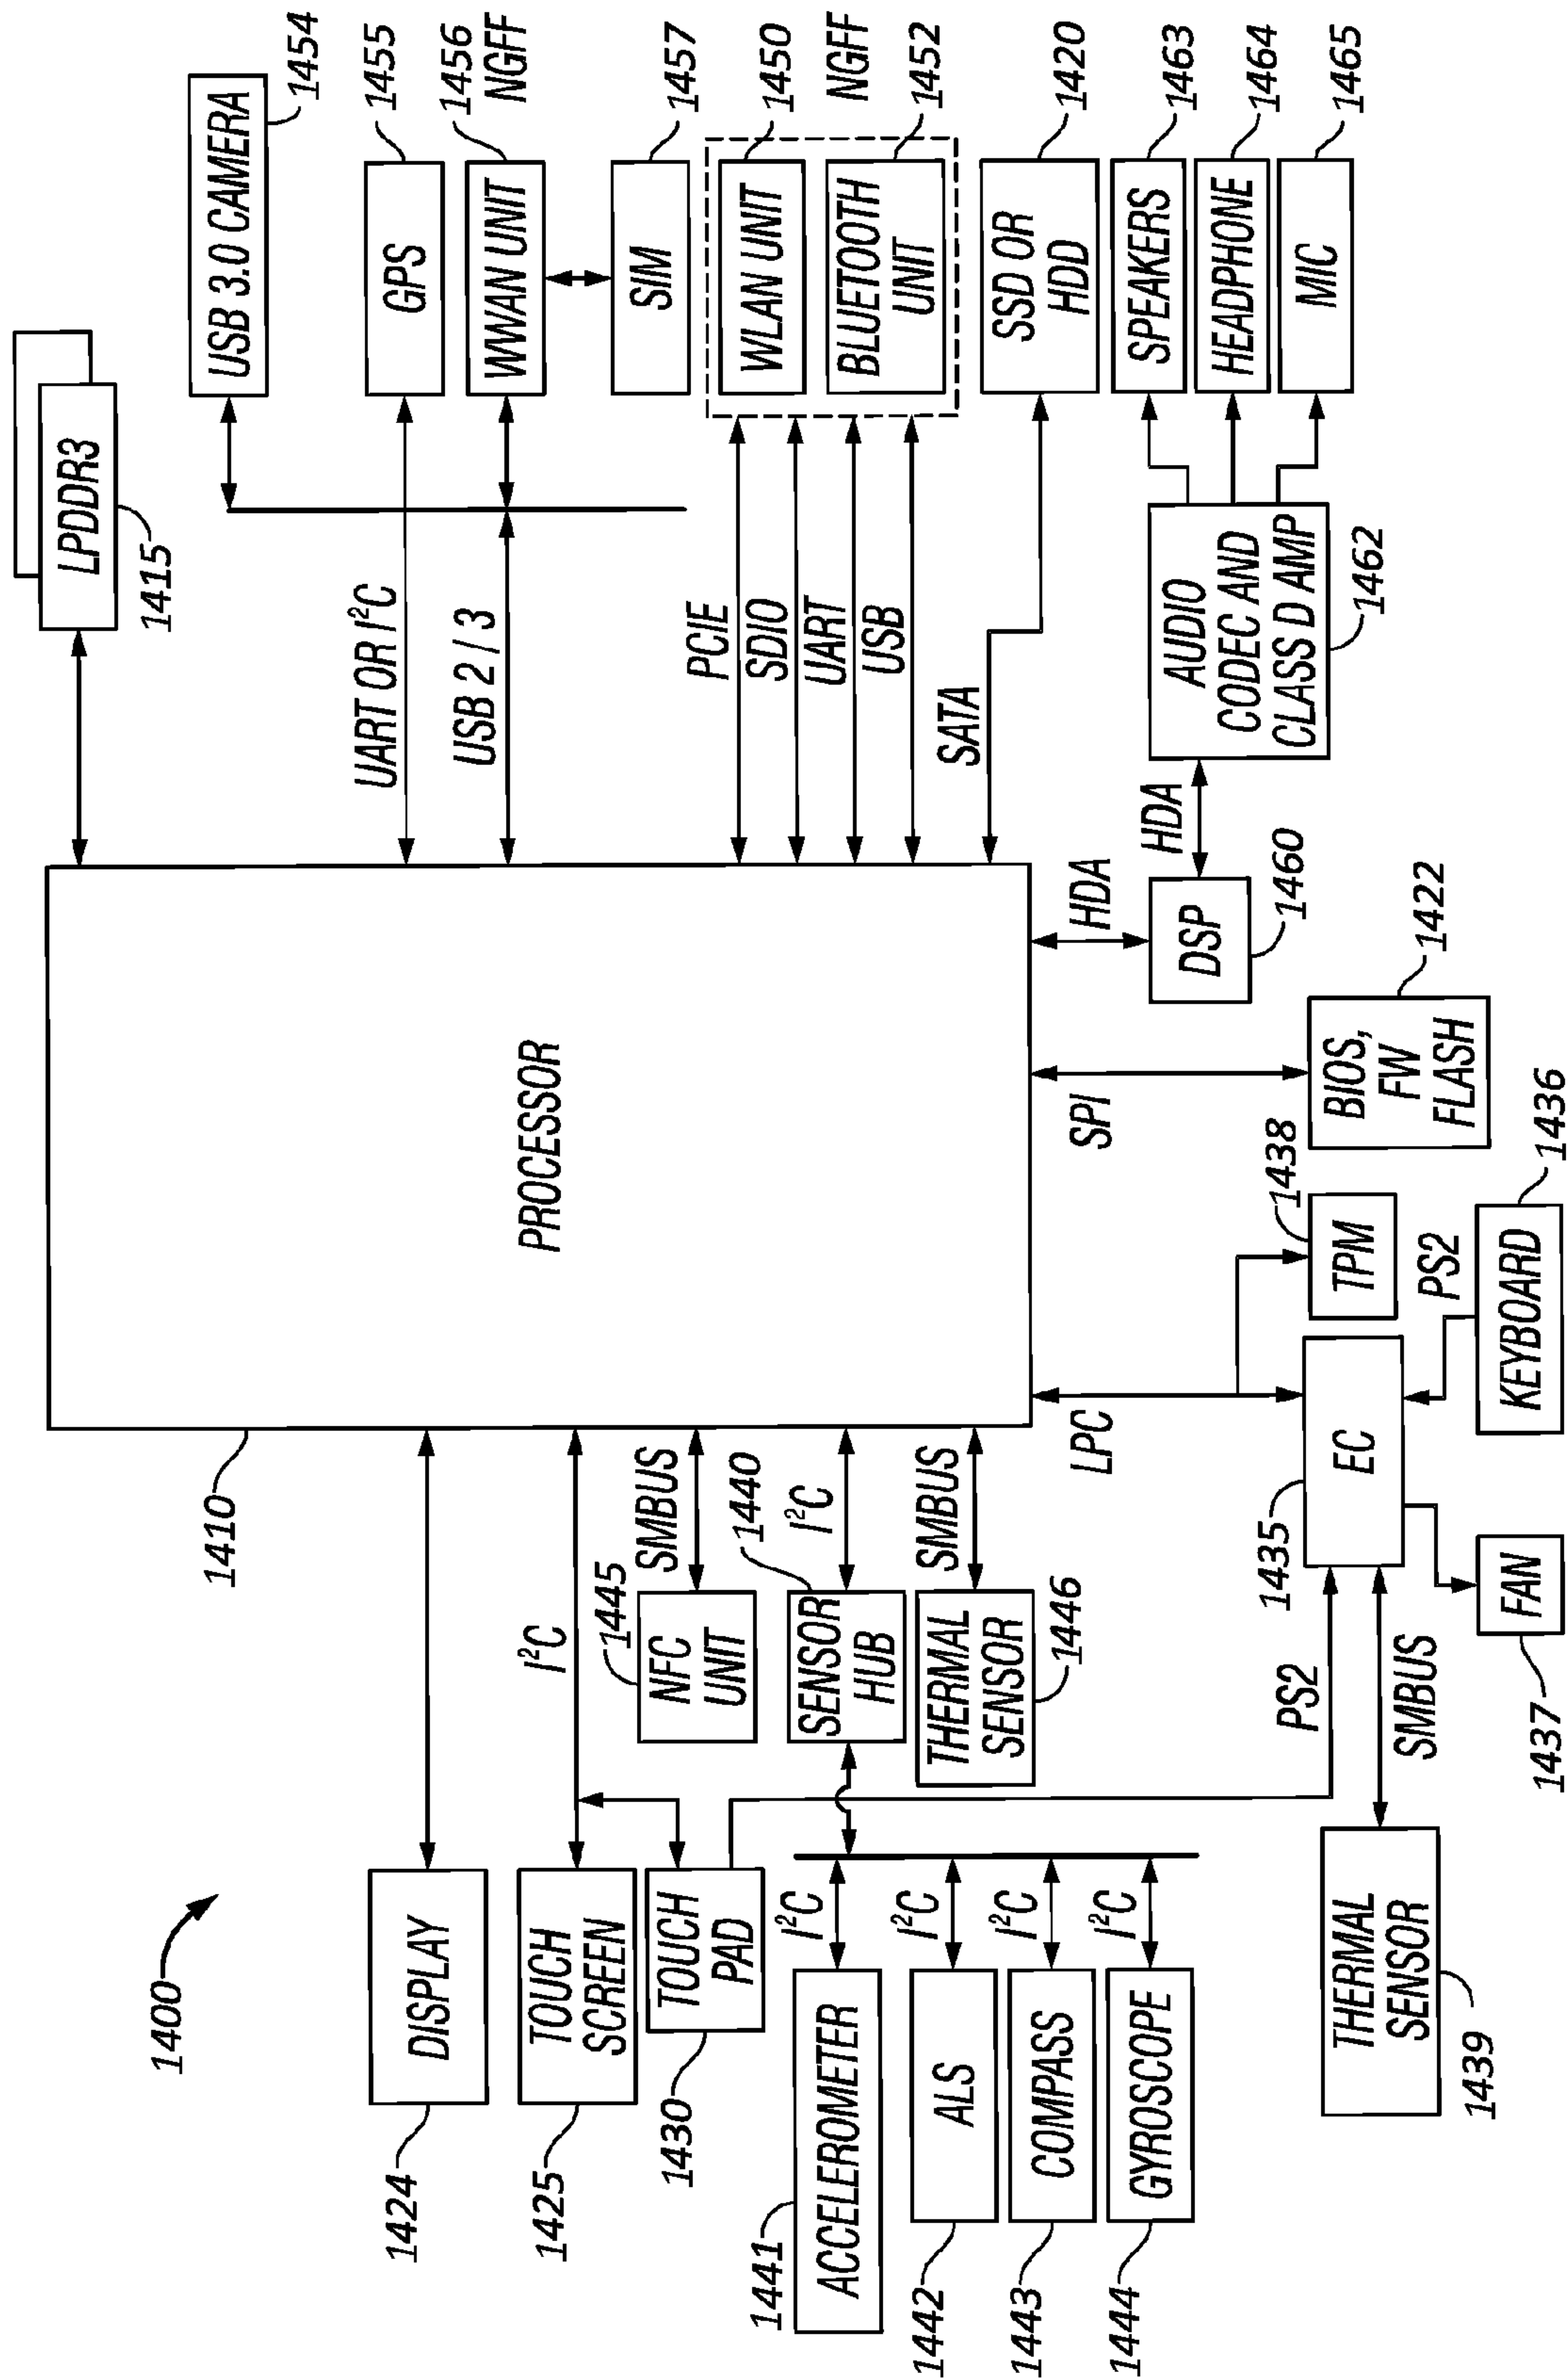 1400
1410
PROCESSOR
LPDDR3
1415
USB 3.0 CAMERA
1454
UART OR I²C
GPS
1455
USB 2 / 3
WWAN UNIT
1456
NGFF
SIM
1457
PCIE
SDIO
UART
USB
WLAN UNIT
1450
NGFF
BLUETOOTH
UNIT
1452
SATA
SSD OR
HDD
1420
SPEAKERS
1463
HEADPHONE
1464
MIC
1465
AUDIO
CODEC AND
CLASS D AMP
1462
HDA
HDA
DSP
1460
SPI
BIOS,
FW
FLASH
1422
LPC
TPM
1438
EC
1435
PS2
KEYBOARD
1436
FAN
1437
PS2
SMBUS
THERMAL
SENSOR
1439
DISPLAY
1424
I²C
TOUCH
SCREEN
1425
TOUCH
PAD
1430
SMBUS
NFC
UNIT
1445
I²C
SENSOR
HUB
1440
SMBUS
THERMAL
SENSOR
1446
I²C
ACCELEROMETER
1441
I²C
ALS
1442
I²C
COMPASS
1443
I²C
GYROSCOPE
1444